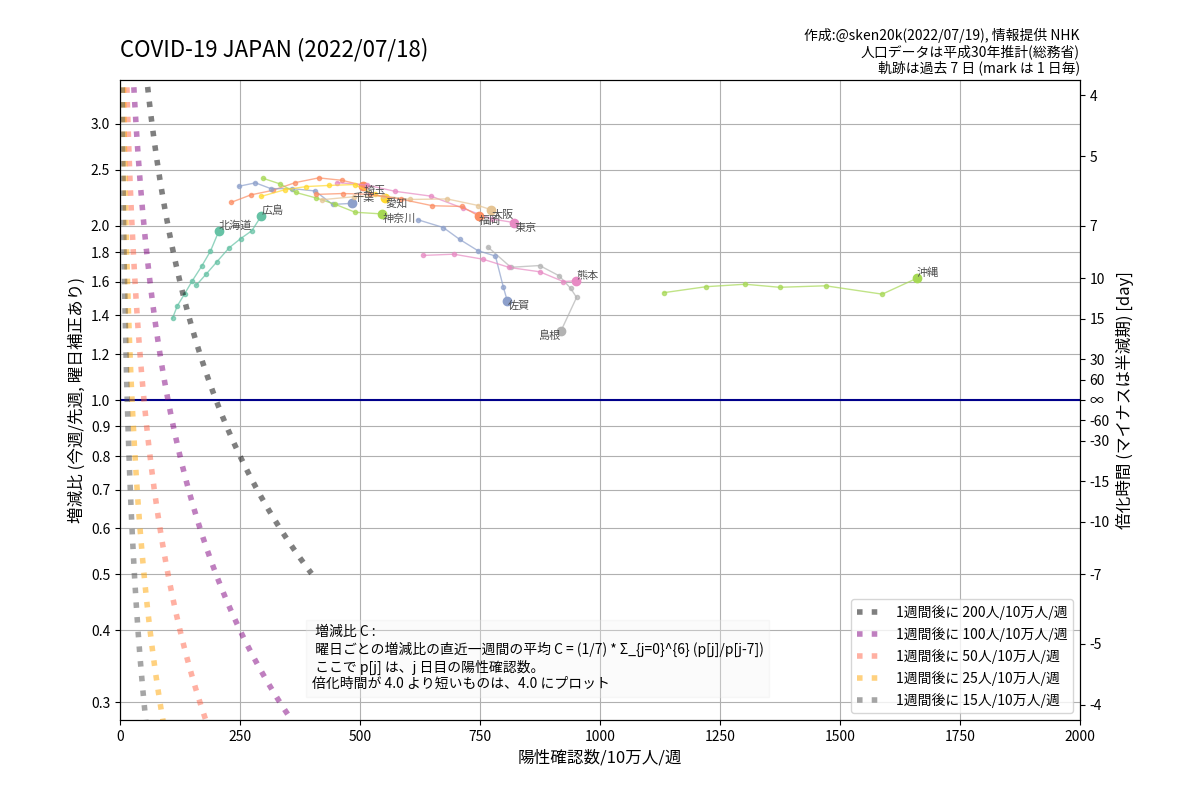 COVID-19 JAPAN (2022/07/18)
作成:@sken20k(2022/07/19), 情報提供 NHK
人口データは平成30年推計(総務省)
軌跡は過去 7 日 (mark は 1 日毎)
増減比 (今週/先週, 曜日補正あり)
3.0
2.5
2.0
1.8
1.6
1.4
1.2
1.0
0.9
0.8
0.7
0.6
0.5
0.4
0.3
埼玉
千葉
愛知
広島
北海道
神奈川
大阪
福岡
東京
熊本
沖縄
佐賀
島根
4
5
7
10
15
30
60
∞
-60
-30
-15
-10
-7
-5
-4
倍化時間 (マイナスは半減期) [day]
増減比 C :
曜日ごとの増減比の直近一週間の平均 C = (1/7) * Σ_{j=0}^{6} (p[j]/p[j-7])
ここで p[j] は、j 日目の陽性確認数。
倍化時間が 4.0 より短いものは、4.0 にプロット
1週間後に 200人/10万人/週
1週間後に 100人/10万人/週
1週間後に 50人/10万人/週
1週間後に 25人/10万人/週
1週間後に 15人/10万人/週
0
250
500
750
1000
1250
1500
1750
2000
陽性確認数/10万人/週